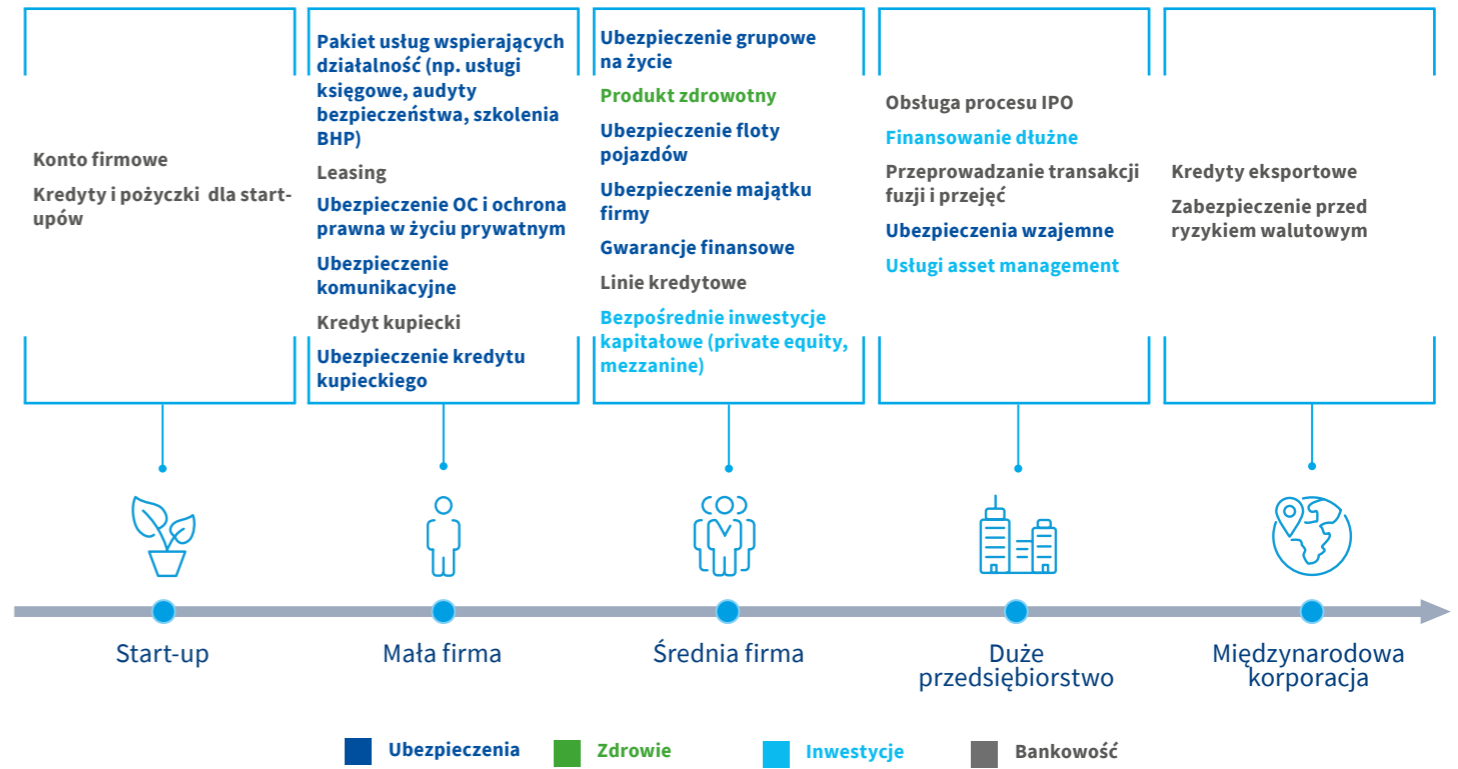 Konto firmowe
Kredyty i pożyczki dla start-
upów
Pakiet usług wspierających
działalność (np. usługi
księgowe, audyty
bezpieczeństwa, szkolenia
BHP)
Leasing
Ubezpieczenie OC i ochrona
prawna w życiu prywatnym
Ubezpieczenie
komunikacyjne
Kredyt kupiecki
Ubezpieczenie kredytu
kupieckiego
Ubezpieczenie grupowe
na życie
Produkt zdrowotny
Ubezpieczenie floty
pojazdów
Ubezpieczenie majątku
firmy
Gwarancje finansowe
Linie kredytowe
Bezpośrednie inwestycje
kapitałowe (private equity,
mezzanine)
Obsługa procesu IPO
Finansowanie dłużne
Przeprowadzanie transakcji
fuzji i przejęć
Ubezpieczenia wzajemne
Usługi asset management
Kredyty eksportowe
Zabezpieczenie przed
ryzykiem walutowym
Start-up
Mała firma
Średnia firma
Duże
przedsiębiorstwo
Międzynarodowa
korporacja
Ubezpieczenia
Zdrowie
Inwestycje
Bankowość